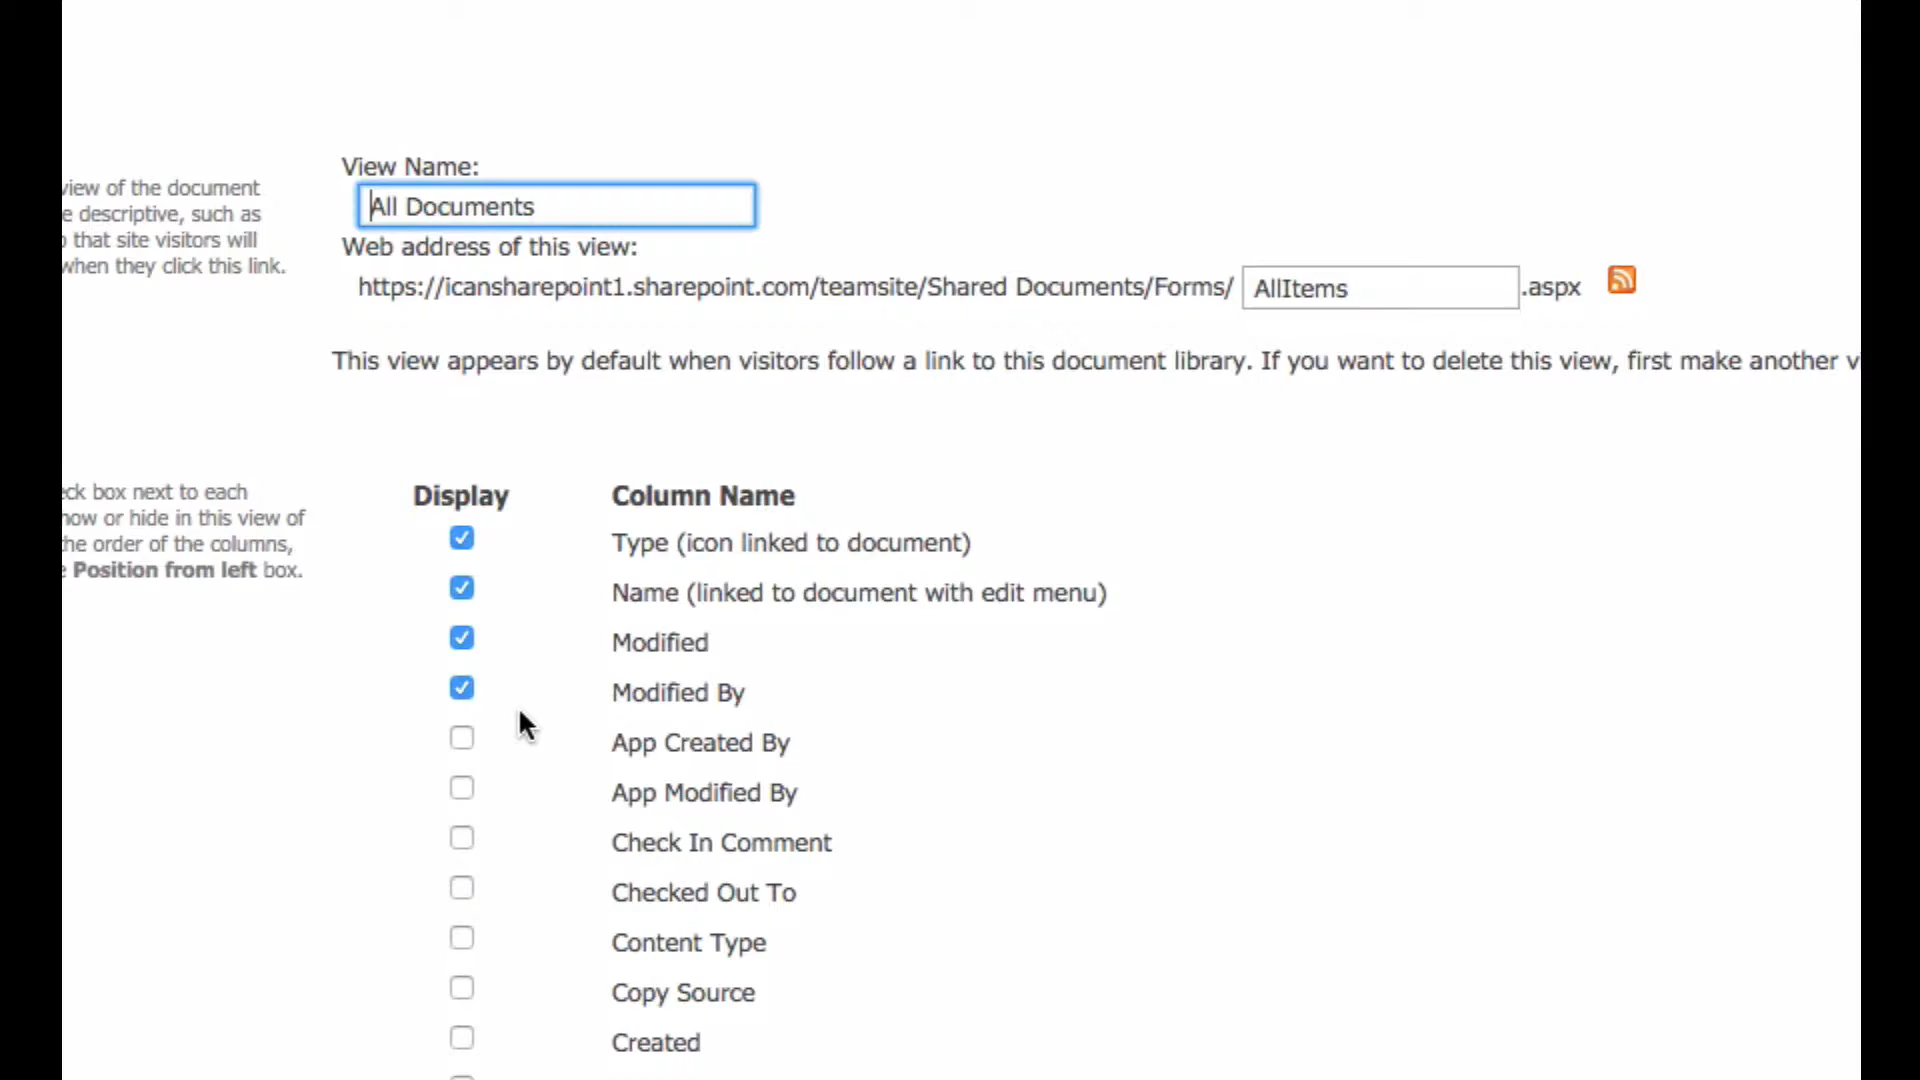 View Name:
view of the document
All Documents
e descriptive, such as
that site visitors will
Web address of this view:
when they click this link.
https://icansharepoint1.sharepoint.com/teamsite/Shared Documents/Forms/ AllItems .aspx
This view appears by default when visitors follow a link to this document library. If you want to delete this view, first make another v
eck box next to each
Display Column Name
how or hide in this view of
Type (icon linked to document)
the order of the columns,
e Position from left box.
Name (linked to document with edit menu)
Modified
Modified By
App Created By
App Modified By
Check In Comment
Checked Out To
Content Type
Copy Source
Created